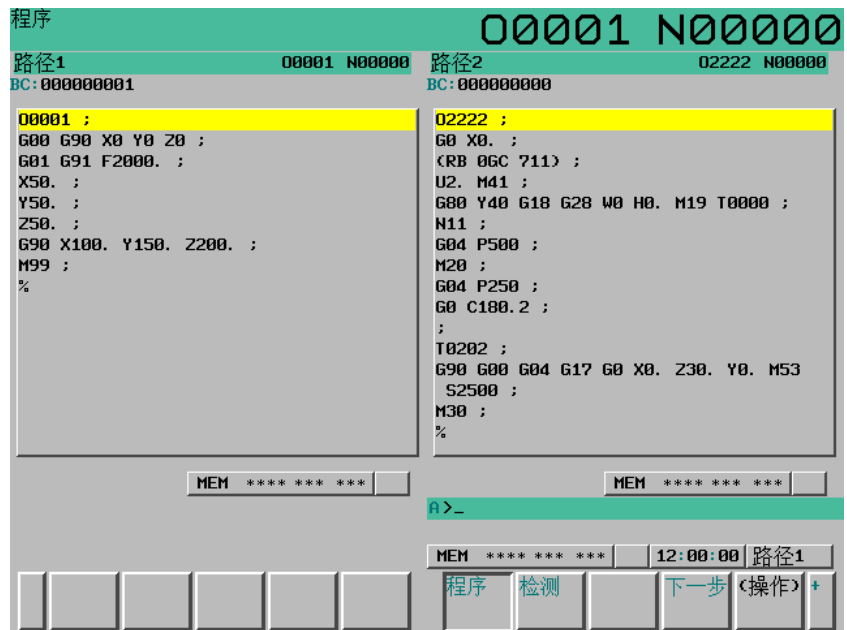 程序
O0001 N00000
路径1 O0001 N00000
BC:000000001
O0001 ;
G00 G90 X0 Y0 Z0 ;
G01 G91 F2000. ;
X50. ;
Y50. ;
Z50. ;
G90 X100. Y150. Z200. ;
M99 ;
%
MEM **** *** ***
路径2 O2222 N00000
BC:000000000
O2222 ;
G0 X0. ;
(RB 0GC 711) ;
U2. M41 ;
G80 Y40 G18 G28 W0 H0. M19 T0000 ;
N11 ;
G04 P500 ;
M20 ;
G04 P250 ;
G0 C180.2 ;
;
T0202 ;
G90 G00 G04 G17 G0 X0. Z30. Y0. M53
S2500 ;
M30 ;
%
MEM **** *** ***
A>_
MEM **** *** *** 12:00:00 路径1
程序 检测 下一步 (操作) +